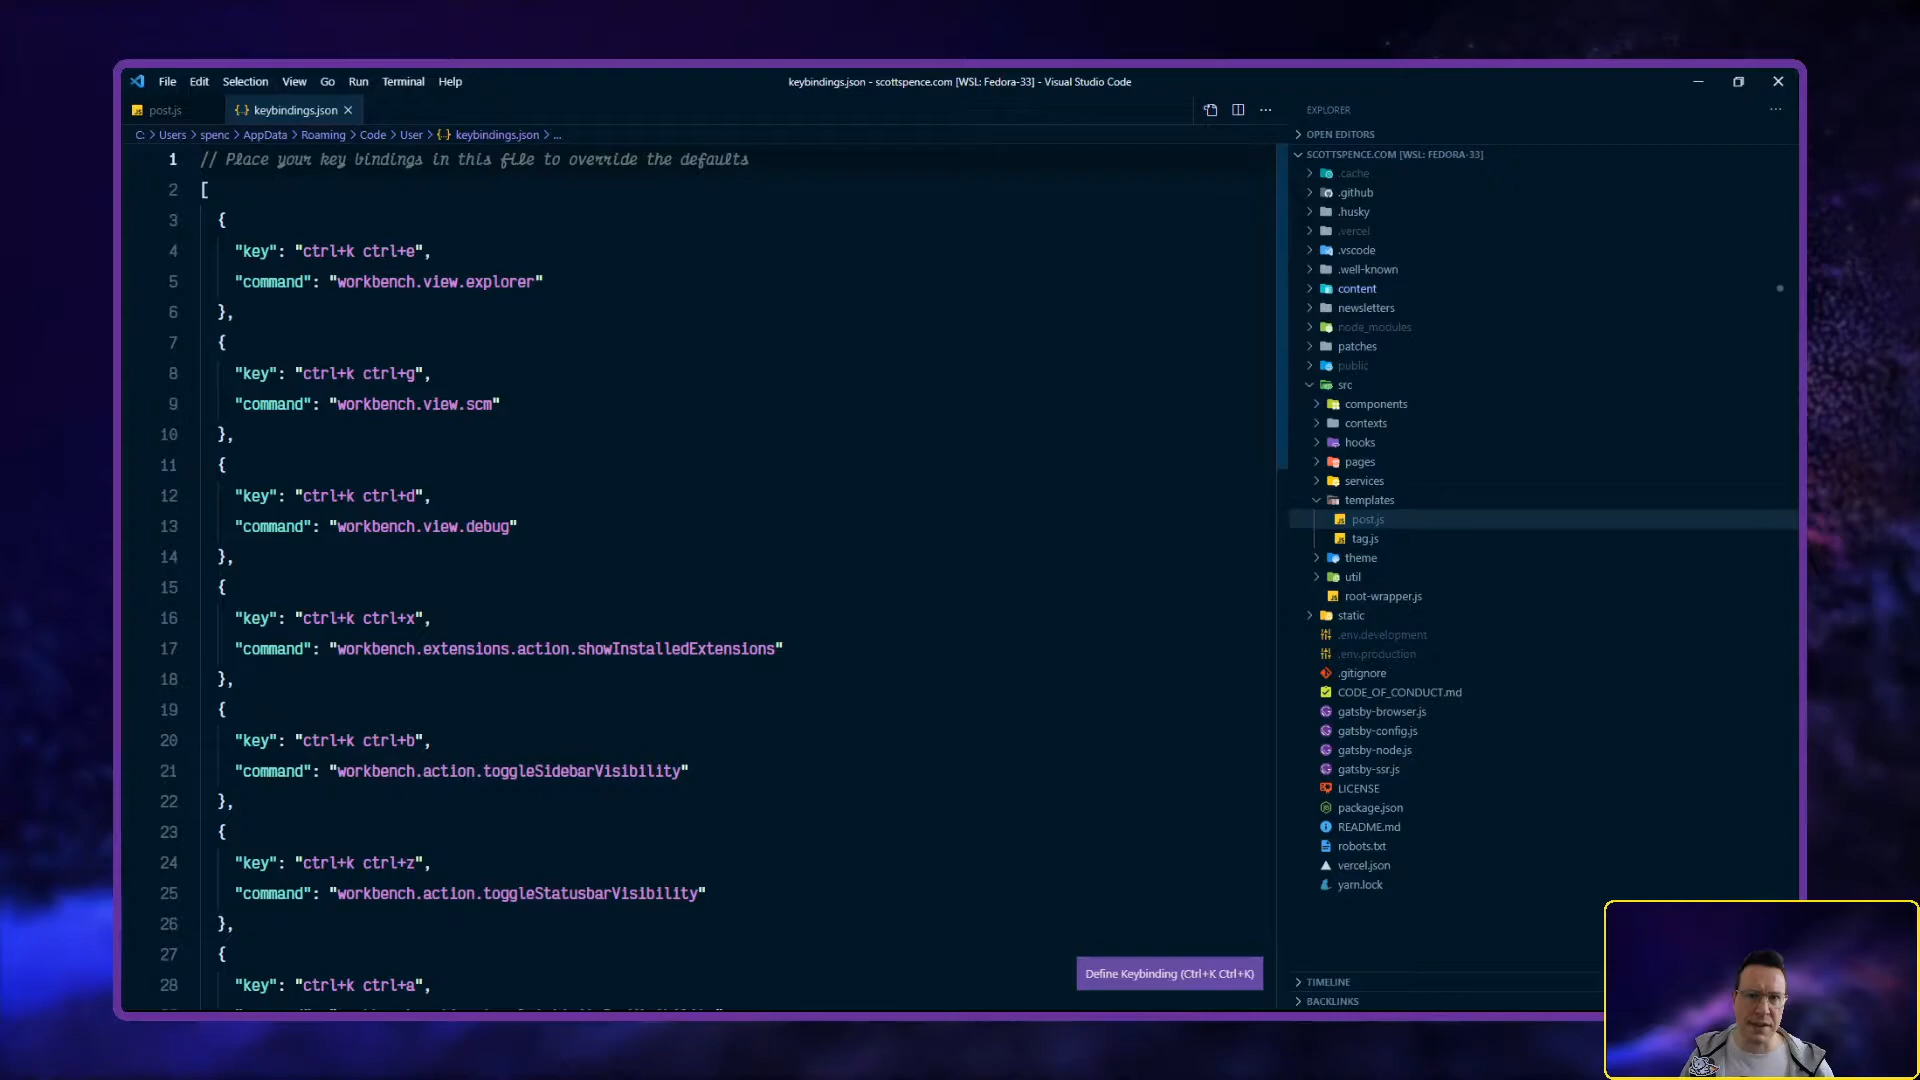 File Edit Selection View Go Run Terminal Help
keybindings.json - scottspence.com [WSL: Fedora-33] - Visual Studio Code
post.js
keybindings.json
C: > Users > spenc > AppData > Roaming > Code > User > {} keybindings.json > ...
1 // Place your key bindings in this file to override the defaults
2 [
3 {
4 "key": "ctrl+k ctrl+e",
5 "command": "workbench.view.explorer"
6 },
7 {
8 "key": "ctrl+k ctrl+g",
9 "command": "workbench.view.scm"
10 },
11 {
12 "key": "ctrl+k ctrl+d",
13 "command": "workbench.view.debug"
14 },
15 {
16 "key": "ctrl+k ctrl+x",
17 "command": "workbench.extensions.action.showInstalledExtensions"
18 },
19 {
20 "key": "ctrl+k ctrl+b",
21 "command": "workbench.action.toggleSidebarVisibility"
22 },
23 {
24 "key": "ctrl+k ctrl+z",
25 "command": "workbench.action.toggleStatusbarVisibility"
26 },
27 {
28 "key": "ctrl+k ctrl+a",
Define Keybinding (Ctrl+K Ctrl+K)
EXPLORER
OPEN EDITORS
SCOTTSPENCE.COM [WSL: FEDORA-33]
.cache
.github
.husky
.vercel
.vscode
.well-known
content
newsletters
node_modules
patches
public
src
components
contexts
hooks
pages
services
templates
post.js
tag.js
theme
util
root-wrapper.js
static
.env.development
.env.production
.gitignore
CODE_OF_CONDUCT.md
gatsby-browser.js
gatsby-config.js
gatsby-node.js
gatsby-ssr.js
LICENSE
package.json
README.md
robots.txt
vercel.json
yarn.lock
TIMELINE
BACKLINKS